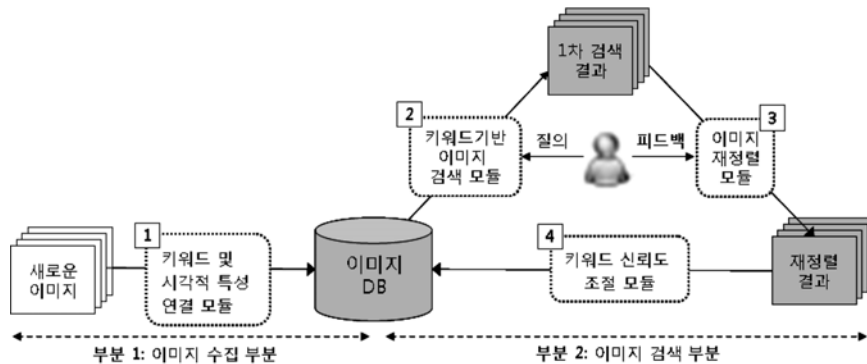 1차 검색
결과
2
키워드기반
이미지
검색 모듈
질의
피드백
3
이미지
재정렬
모듈
1
키워드 및
시각적 특성
연결 모듈
새로운
이미지
이미지
DB
4
키워드 신뢰도
조절 모듈
재정렬
결과
부분 1: 이미지 수집 부분
부분 2: 이미지 검색 부분